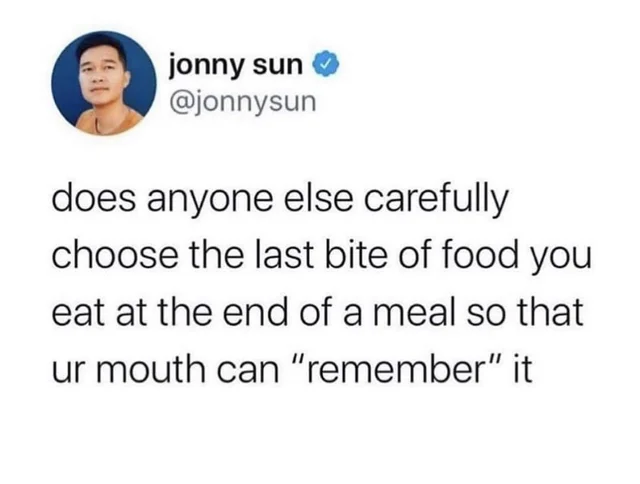 jonny sun
@jonnysun
does anyone else carefully
choose the last bite of food you
eat at the end of a meal so that
ur mouth can "remember" it